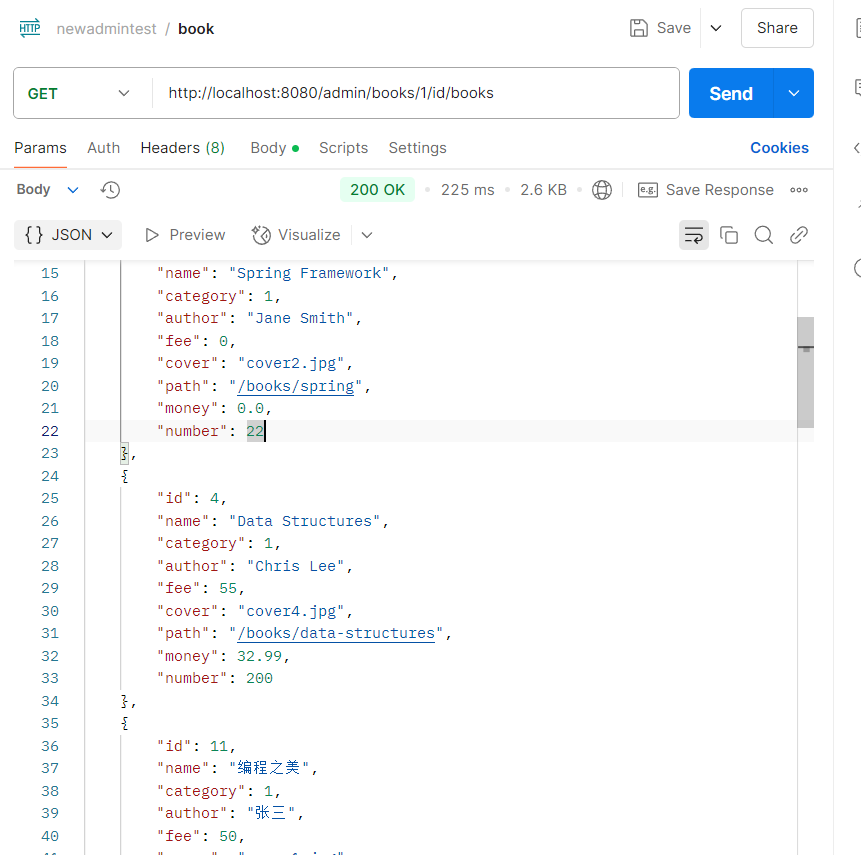 HTTP newadmintest / book Save Share
GET http://localhost:8080/admin/books/1/id/books Send
Params Auth Headers (8) Body Scripts Settings Cookies
Body 200 OK 225 ms 2.6 KB e.g. Save Response
{} JSON Preview Visualize
15 "name": "Spring Framework",
16 "category": 1,
17 "author": "Jane Smith",
18 "fee": 0,
19 "cover": "cover2.jpg",
20 "path": "/books/spring",
21 "money": 0.0,
22 "number": 22
23 },
24 {
25 "id": 4,
26 "name": "Data Structures",
27 "category": 1,
28 "author": "Chris Lee",
29 "fee": 55,
30 "cover": "cover4.jpg",
31 "path": "/books/data-structures",
32 "money": 32.99,
33 "number": 200
34 },
35 {
36 "id": 11,
37 "name": "编程之美",
38 "category": 1,
39 "author": "张三",
40 "fee": 50,